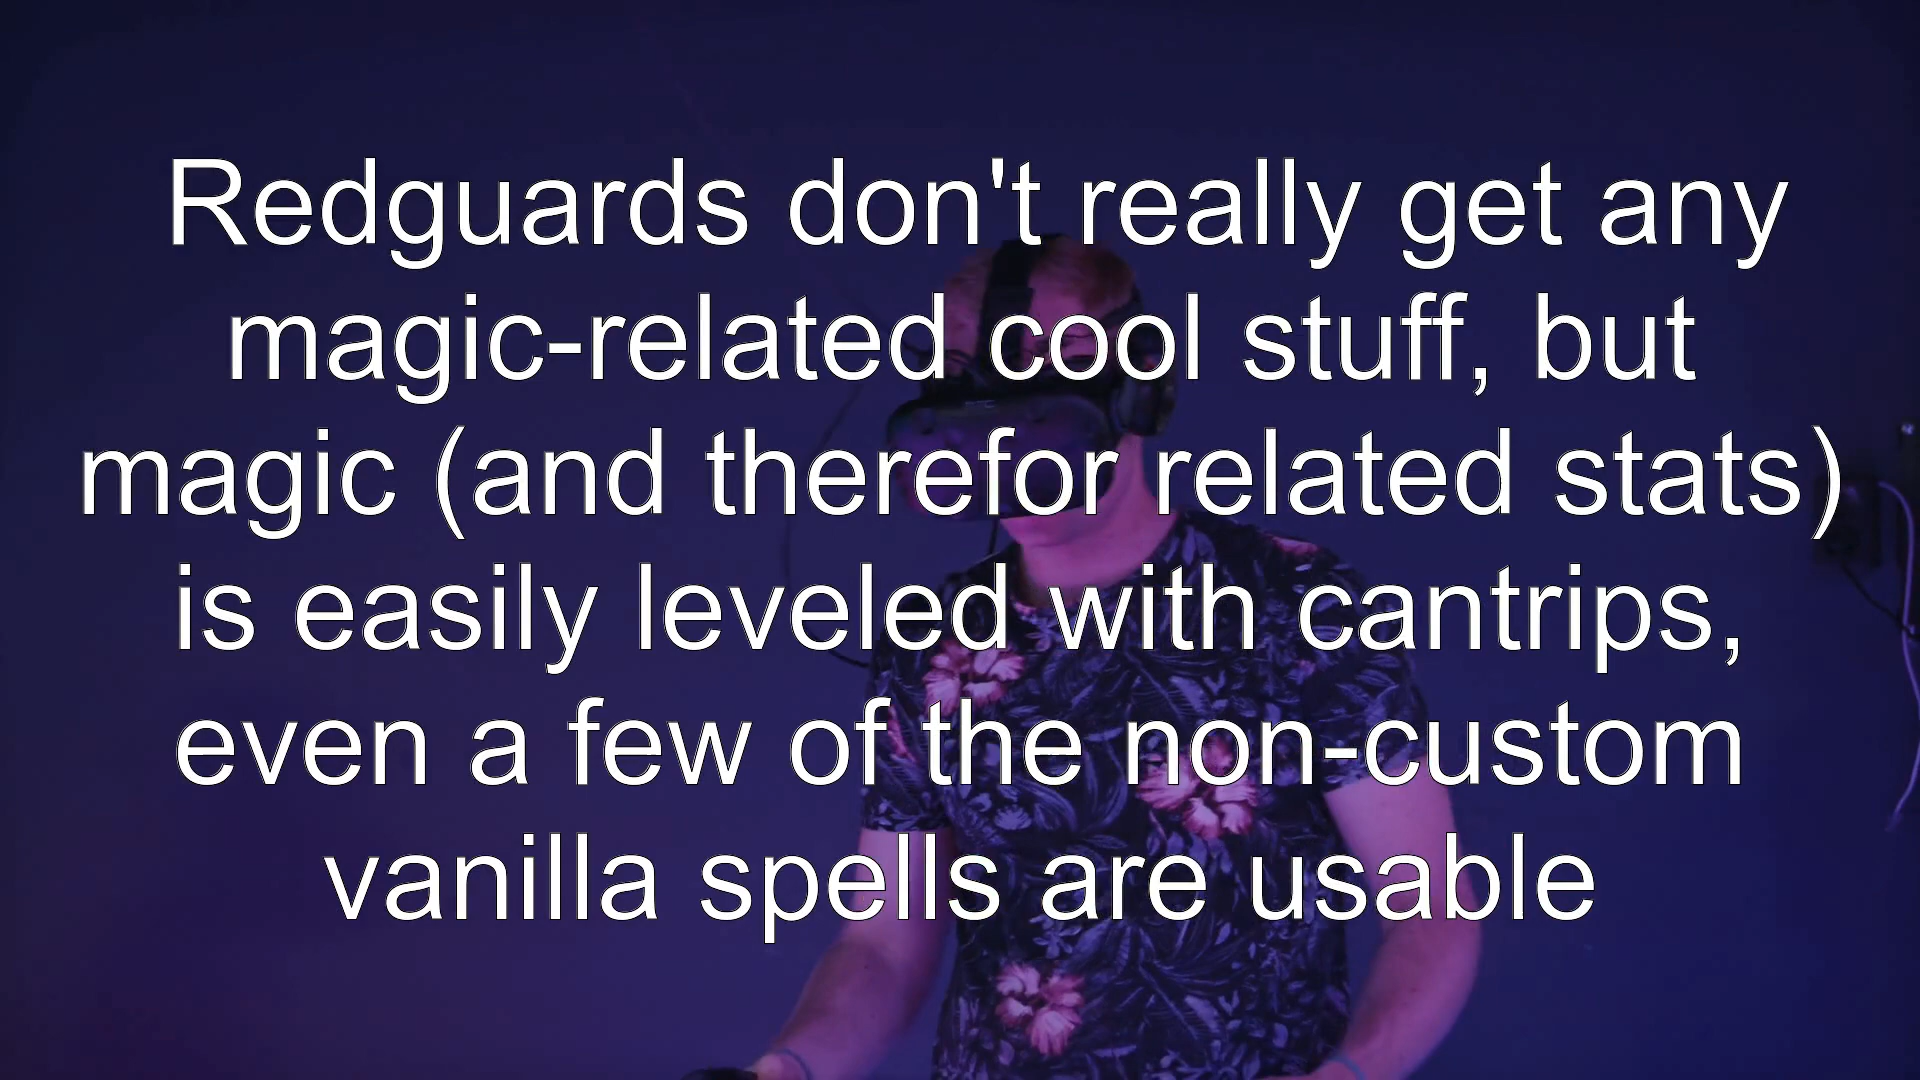 Redguards don't really get any
magic-related cool stuff, but
magic (and therefor related stats)
is easily leveled with cantrips,
even a few of the non-custom
vanilla spells are usable